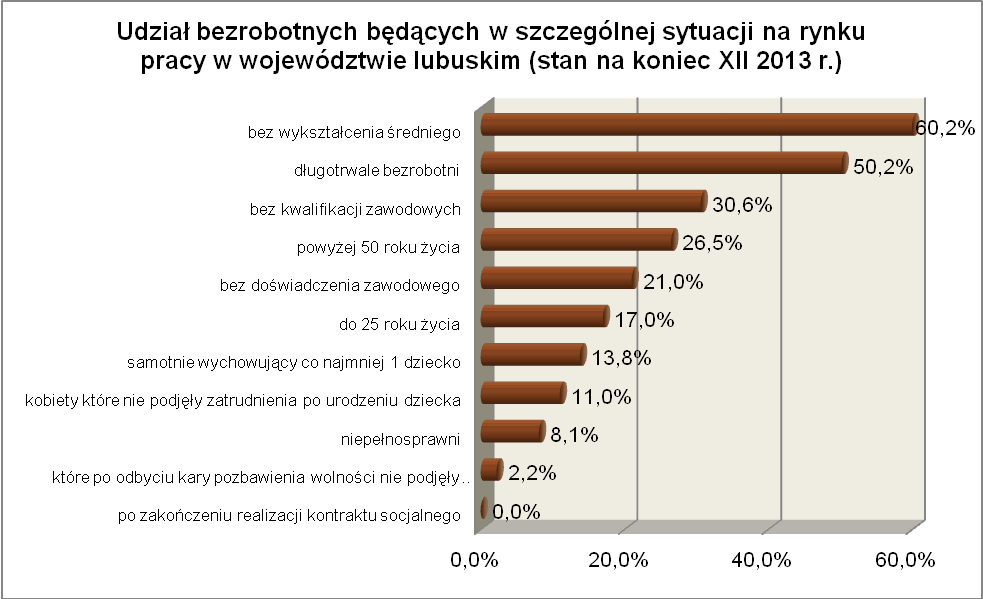 Udział bezrobotnych będących w szczególnej sytuacji na rynku
pracy w województwie lubuskim (stan na koniec XII 2013 r.)
bez wykształcenia średniego 60,2%
długotrwale bezrobotni 50,2%
bez kwalifikacji zawodowych 30,6%
powyżej 50 roku życia 26,5%
bez doświadczenia zawodowego 21,0%
do 25 roku życia 17,0%
samotnie wychowujący co najmniej 1 dziecko 13,8%
kobiety które nie podjęły zatrudnienia po urodzeniu dziecka 11,0%
niepełnosprawni 8,1%
które po odbyciu kary pozbawienia wolności nie podjęły.. 2,2%
po zakończeniu realizacji kontraktu socjalnego 0,0%
0,0% 20,0% 40,0% 60,0%